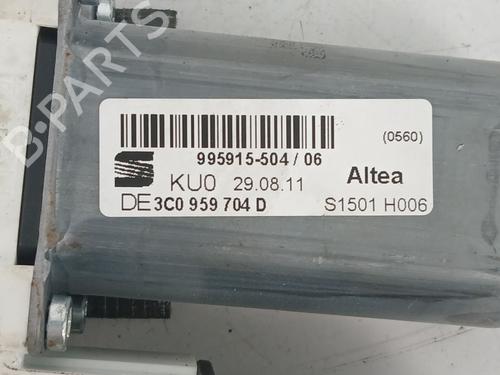 B-PARTS
(0560)
995915-504 / 06
KU0 29.08.11 Altea
DE 3C0 959 704 D S1501 H006